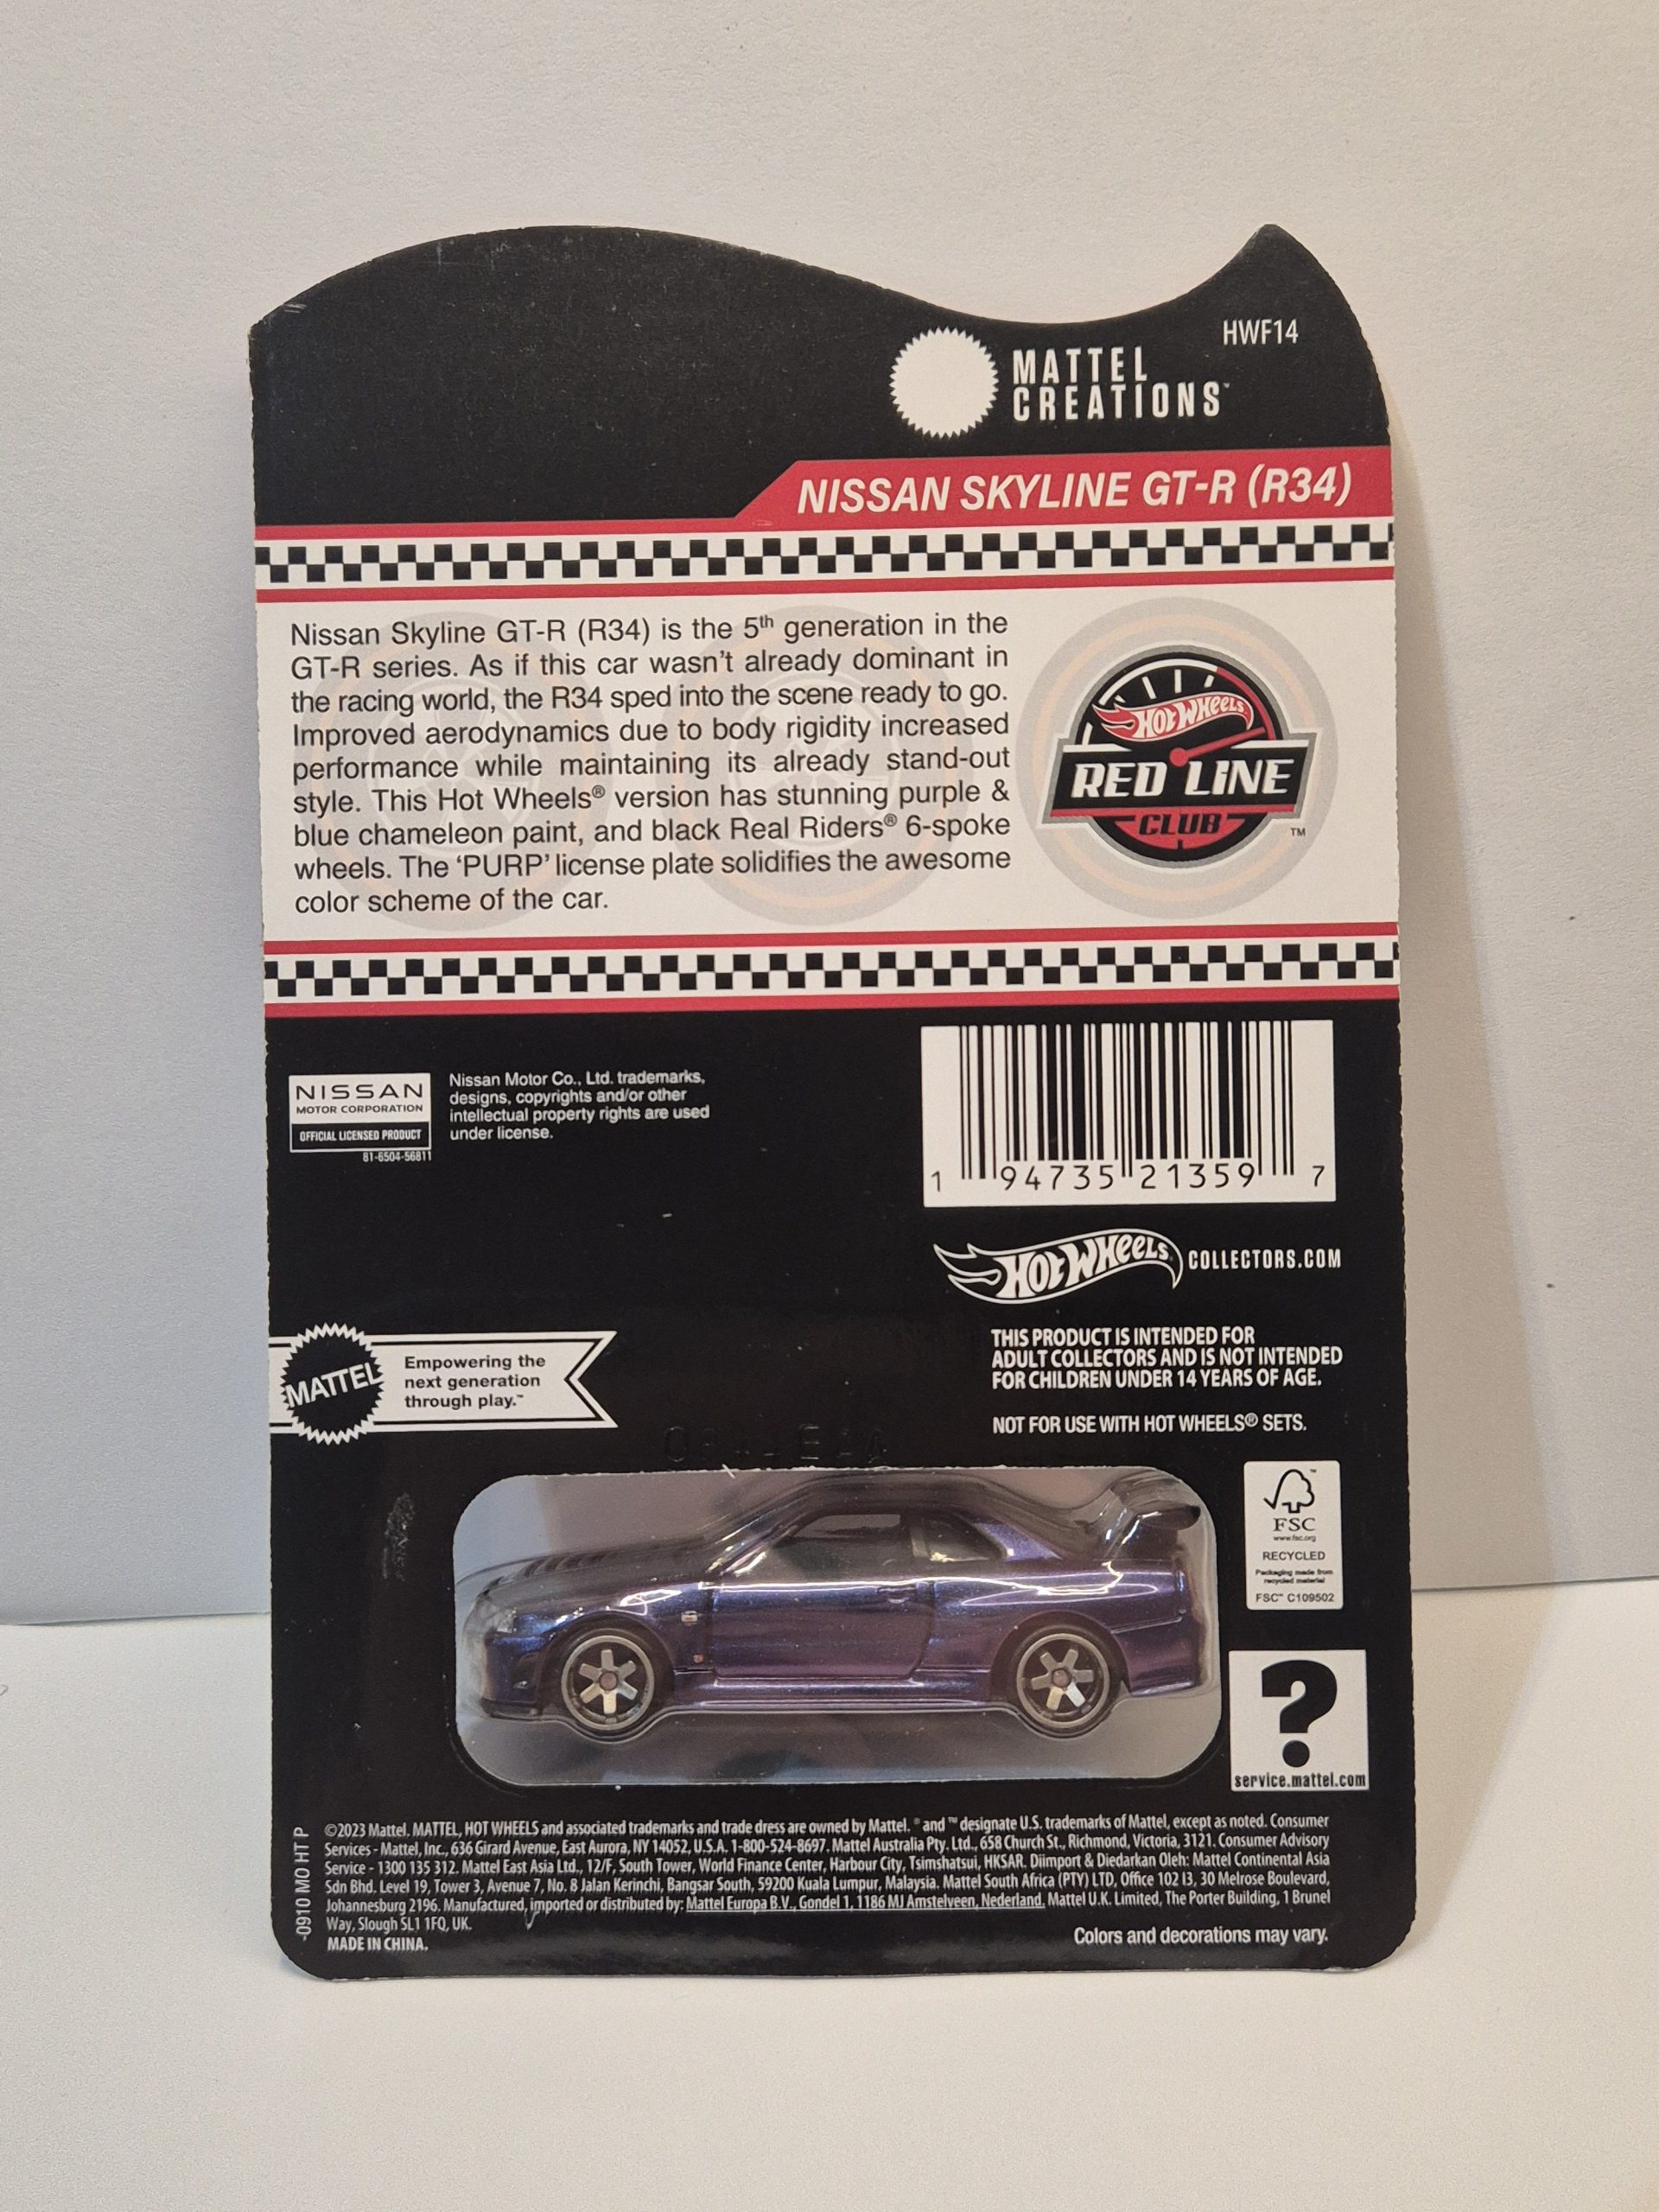 HWF14
MATTEL
CREATIONS™
NISSAN SKYLINE GT-R (R34)
Nissan Skyline GT-R (R34) is the 5th generation in the
GT-R series. As if this car wasn't already dominant in
the racing world, the R34 sped into the scene ready to go.
Improved aerodynamics due to body rigidity increased
performance while maintaining its already stand-out
style. This Hot Wheels® version has stunning purple &
blue chameleon paint, and black Real Riders® 6-spoke
wheels. The ‘PURP’ license plate solidifies the awesome
color scheme of the car.
HOT WHEELS
RED LINE
CLUB™
NISSAN
MOTOR CORPORATION
OFFICIAL LICENSED PRODUCT
81-6504-56811
Nissan Motor Co., Ltd. trademarks,
designs, copyrights and/or other
intellectual property rights are used
under license.
1 94735 21359 7
HOT WHEELS COLLECTORS.COM
MATTEL
Empowering the
next generation
through play.™
THIS PRODUCT IS INTENDED FOR
ADULT COLLECTORS AND IS NOT INTENDED
FOR CHILDREN UNDER 14 YEARS OF AGE.
NOT FOR USE WITH HOT WHEELS® SETS.
FSC™
www.fsc.org
RECYCLED
Packaging made from
recycled material
FSC™ C109502
?
service.mattel.com
-0910 MO HT P
©2023 Mattel. MATTEL, HOT WHEELS and associated trademarks and trade dress are owned by Mattel. ® and ™ designate U.S. trademarks of Mattel, except as noted. Consumer
Services - Mattel, Inc., 636 Girard Avenue, East Aurora, NY 14052, U.S.A. 1-800-524-8697. Mattel Australia Pty. Ltd., 658 Church St., Richmond, Victoria, 3121. Consumer Advisory
Service - 1300 135 312. Mattel East Asia Ltd., 12/F, South Tower, World Finance Center, Harbour City, Tsimshatsui, HKSAR. Diimport & Diedarkan Oleh: Mattel Continental Asia
Sdn Bhd. Level 19, Tower 3, Avenue 7, No. 8 Jalan Kerinchi, Bangsar South, 59200 Kuala Lumpur, Malaysia. Mattel South Africa (PTY) LTD, Office 102 I3, 30 Melrose Boulevard,
Johannesburg 2196. Manufactured, imported or distributed by: Mattel Europa B.V., Gondel 1, 1186 MJ Amstelveen, Nederland. Mattel U.K. Limited, The Porter Building, 1 Brunel
Way, Slough SL1 1FQ, UK.
MADE IN CHINA.
Colors and decorations may vary.